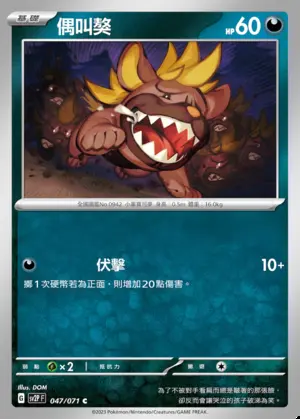 基礎
偶叫獒
HP60
全國圖鑑No.0942 小暴寶可夢 身高：0.5m 體重：16.0kg
伏擊 10+
擲1次硬幣若為正面，則增加20點傷害。
弱點 ×2 抵抗力 撤退
Illus. DOM
G SV2P F 047/071 C
為了不被對手看扁而總是皺著的那張臉，
卻反而會讓哭泣的孩子破涕為笑。
©2023 Pokémon/Nintendo/Creatures/GAME FREAK.